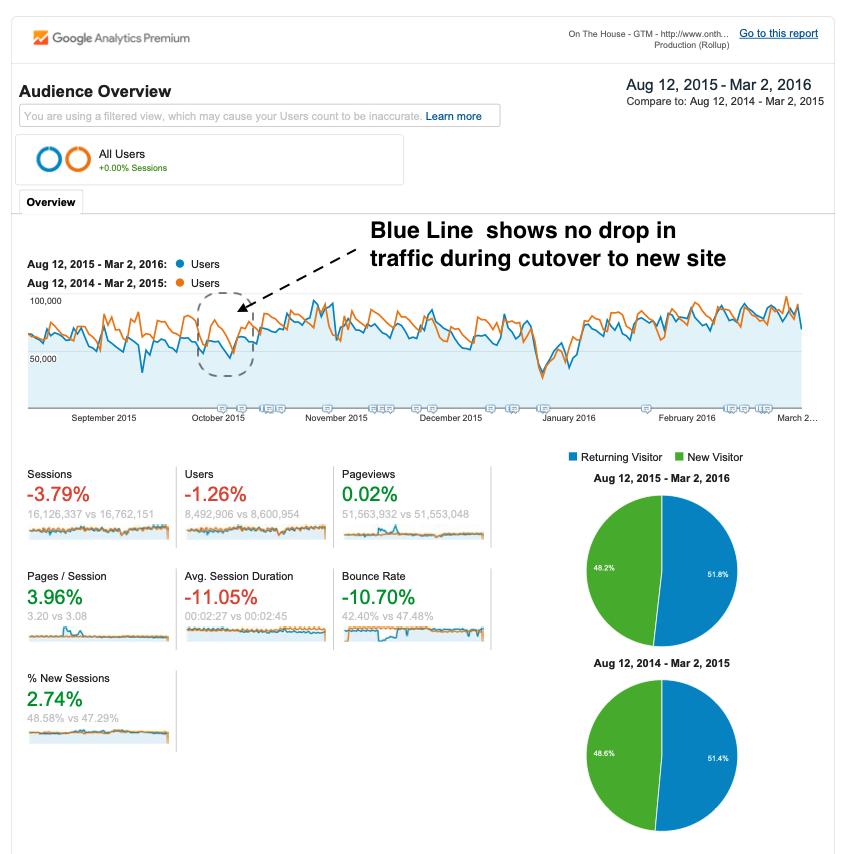 Google Analytics Premium
On The House - GTM - http://www.onth...
Production (Rollup)
Go to this report
Audience Overview
Aug 12, 2015 - Mar 2, 2016
Compare to: Aug 12, 2014 - Mar 2, 2015
You are using a filtered view, which may cause your Users count to be inaccurate. Learn more
All Users
+0.00% Sessions
Overview
Blue Line shows no drop in
traffic during cutover to new site
Aug 12, 2015 - Mar 2, 2016: Users
Aug 12, 2014 - Mar 2, 2015: Users
100,000
50,000
September 2015 October 2015 November 2015 December 2015 January 2016 February 2016 March 2...
Sessions
-3.79%
16,126,337 vs 16,762,151
Users
-1.26%
8,492,906 vs 8,600,954
Pageviews
0.02%
51,563,932 vs 51,553,048
Pages / Session
3.96%
3.20 vs 3.08
Avg. Session Duration
-11.05%
00:02:27 vs 00:02:45
Bounce Rate
-10.70%
42.40% vs 47.48%
% New Sessions
2.74%
48.58% vs 47.29%
Returning Visitor New Visitor
Aug 12, 2015 - Mar 2, 2016
48.2% 51.8%
Aug 12, 2014 - Mar 2, 2015
48.6% 51.4%